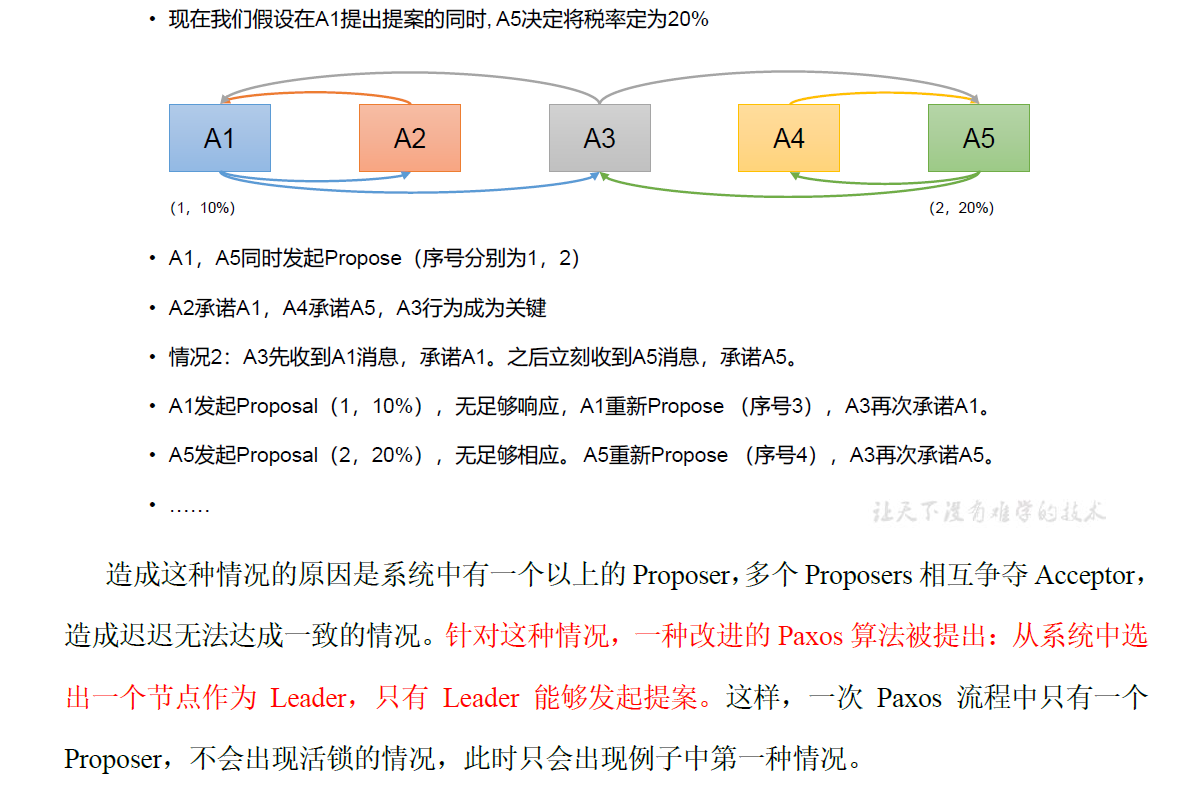 • 现在我们假设在A1提出提案的同时, A5决定将税率定为20%
A1 A2 A3 A4 A5
(1，10%) (2，20%)
• A1，A5同时发起Propose（序号分别为1，2）
• A2承诺A1，A4承诺A5，A3行为成为关键
• 情况2：A3先收到A1消息，承诺A1。之后立刻收到A5消息，承诺A5。
• A1发起Proposal（1，10%），无足够响应，A1重新Propose （序号3），A3再次承诺A1。
• A5发起Proposal（2，20%），无足够相应。A5重新Propose （序号4），A3再次承诺A5。
• ……
让天下没有难学的技术
造成这种情况的原因是系统中有一个以上的 Proposer，多个 Proposers 相互争夺 Acceptor，
造成迟迟无法达成一致的情况。针对这种情况，一种改进的 Paxos 算法被提出：从系统中选
出一个节点作为 Leader，只有 Leader 能够发起提案。这样，一次 Paxos 流程中只有一个
Proposer，不会出现活锁的情况，此时只会出现例子中第一种情况。